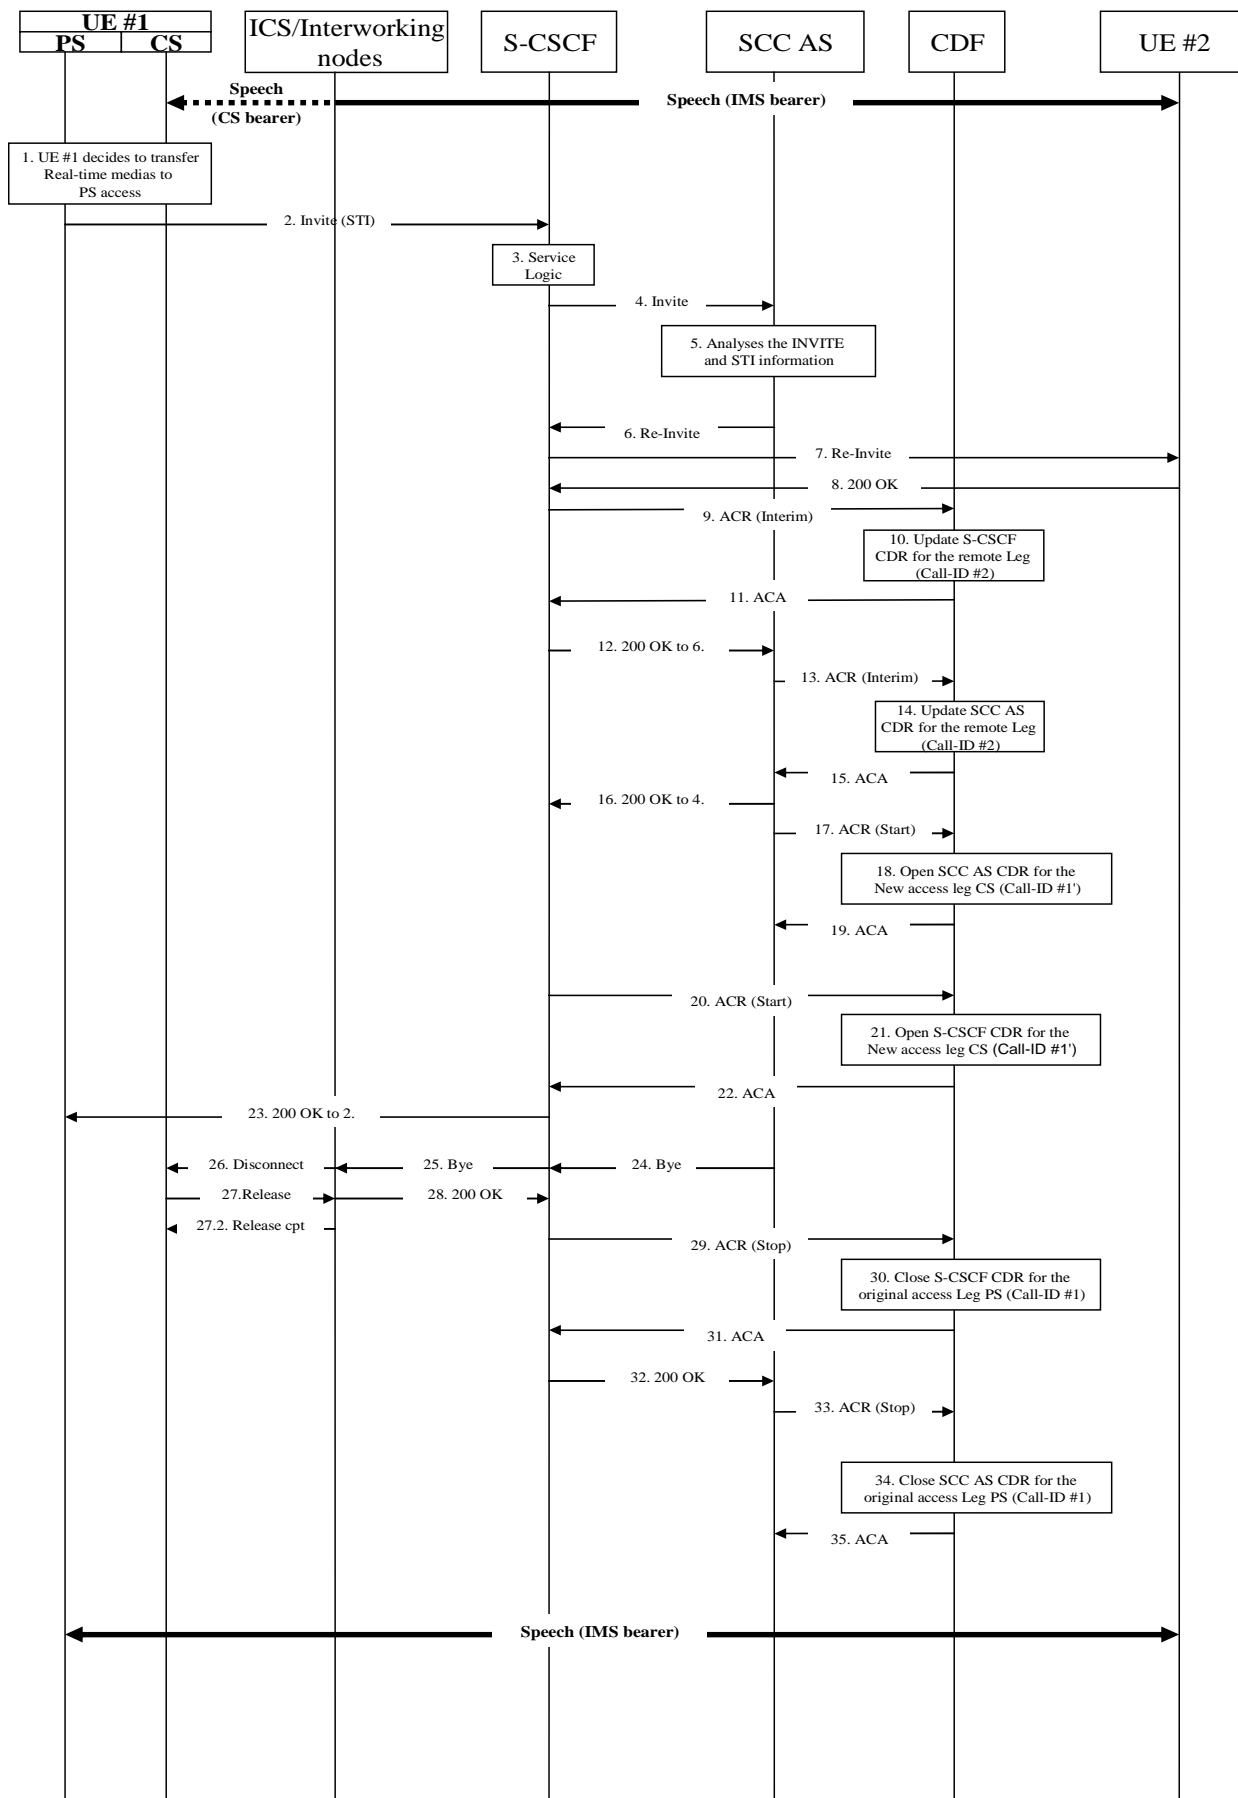 UE #1
PS CS
ICS/Interworking
nodes
S-CSCF
SCC AS
CDF
UE #2
Speech
(CS bearer)
Speech (IMS bearer)
1. UE #1 decides to transfer
Real-time medias to
PS access
2. Invite (STI)
3. Service
Logic
4. Invite
5. Analyses the INVITE
and STI information
6. Re-Invite
7. Re-Invite
8. 200 OK
9. ACR (Interim)
10. Update S-CSCF
CDR for the remote Leg
(Call-ID #2)
11. ACA
12. 200 OK to 6.
13. ACR (Interim)
14. Update SCC AS
CDR for the remote Leg
(Call-ID #2)
15. ACA
16. 200 OK to 4.
17. ACR (Start)
18. Open SCC AS CDR for the
New access leg CS (Call-ID #1')
19. ACA
20. ACR (Start)
21. Open S-CSCF CDR for the
New access leg CS (Call-ID #1')
22. ACA
23. 200 OK to 2.
26. Disconnect
25. Bye
24. Bye
27.Release
28. 200 OK
27.2. Release cpt
29. ACR (Stop)
30. Close S-CSCF CDR for the
original access Leg PS (Call-ID #1)
31. ACA
32. 200 OK
33. ACR (Stop)
34. Close SCC AS CDR for the
original access Leg PS (Call-ID #1)
35. ACA
Speech (IMS bearer)